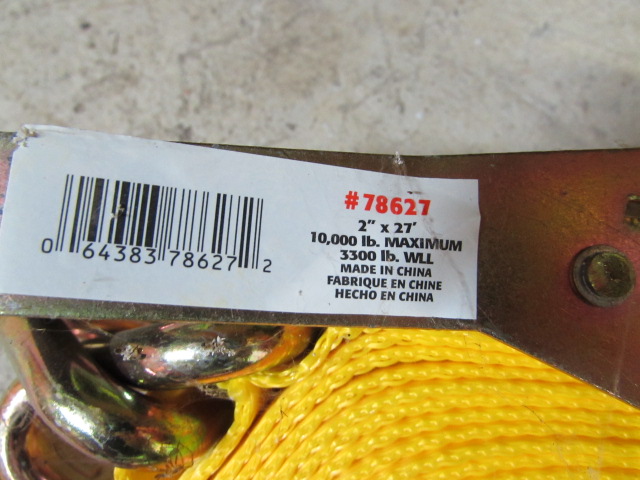 0 64383 78627 2
#78627
2" x 27'
10,000 lb. MAXIMUM
3300 lb. WLL
MADE IN CHINA
FABRIQUE EN CHINE
HECHO EN CHINA